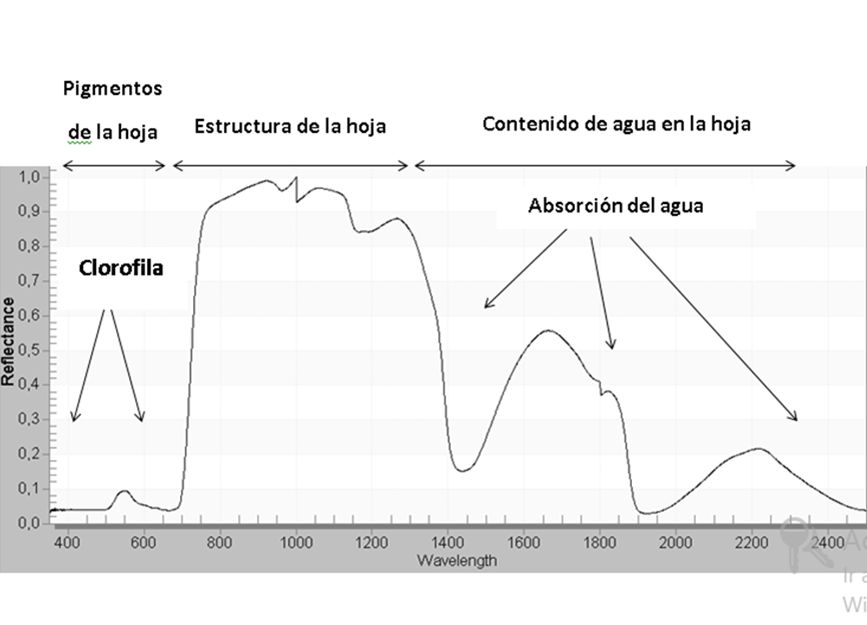 Pigmentos
de la hoja
Estructura de la hoja
Contenido de agua en la hoja
Absorción del agua
Clorofila
Reflectance
1,0
0,9
0,8
0,7
0,6
0,5
0,4
0,3
0,2
0,1
0,0
400 600 800 1000 1200 1400 1600 1800 2000 2200 2400
Wavelength